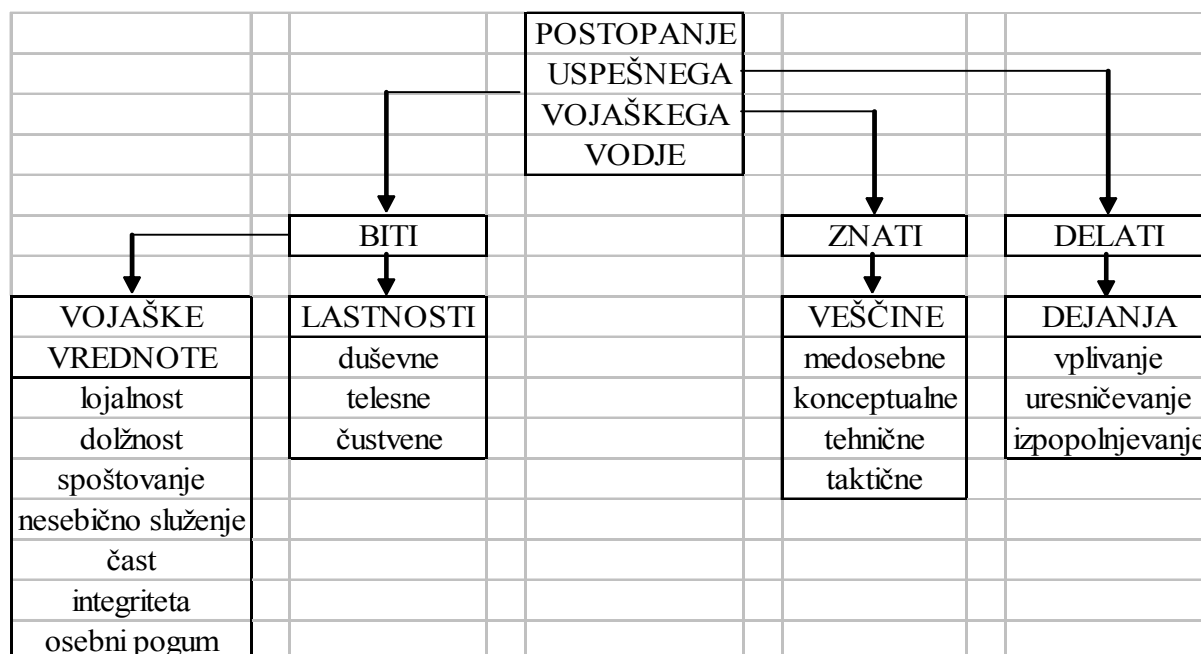 POSTOPANJE
USPEŠNEGA
VOJAŠKEGA
VODJE
BITI
ZNATI
DELATI
VOJAŠKE
VREDNOTE
lojalnost
dolžnost
spoštovanje
nesebično služenje
čast
integriteta
osebni pogum
LASTNOSTI
duševne
telesne
čustvene
VEŠČINE
medosebne
konceptualne
tehnične
taktične
DEJANJA
vplivanje
uresničevanje
izpopolnjevanje